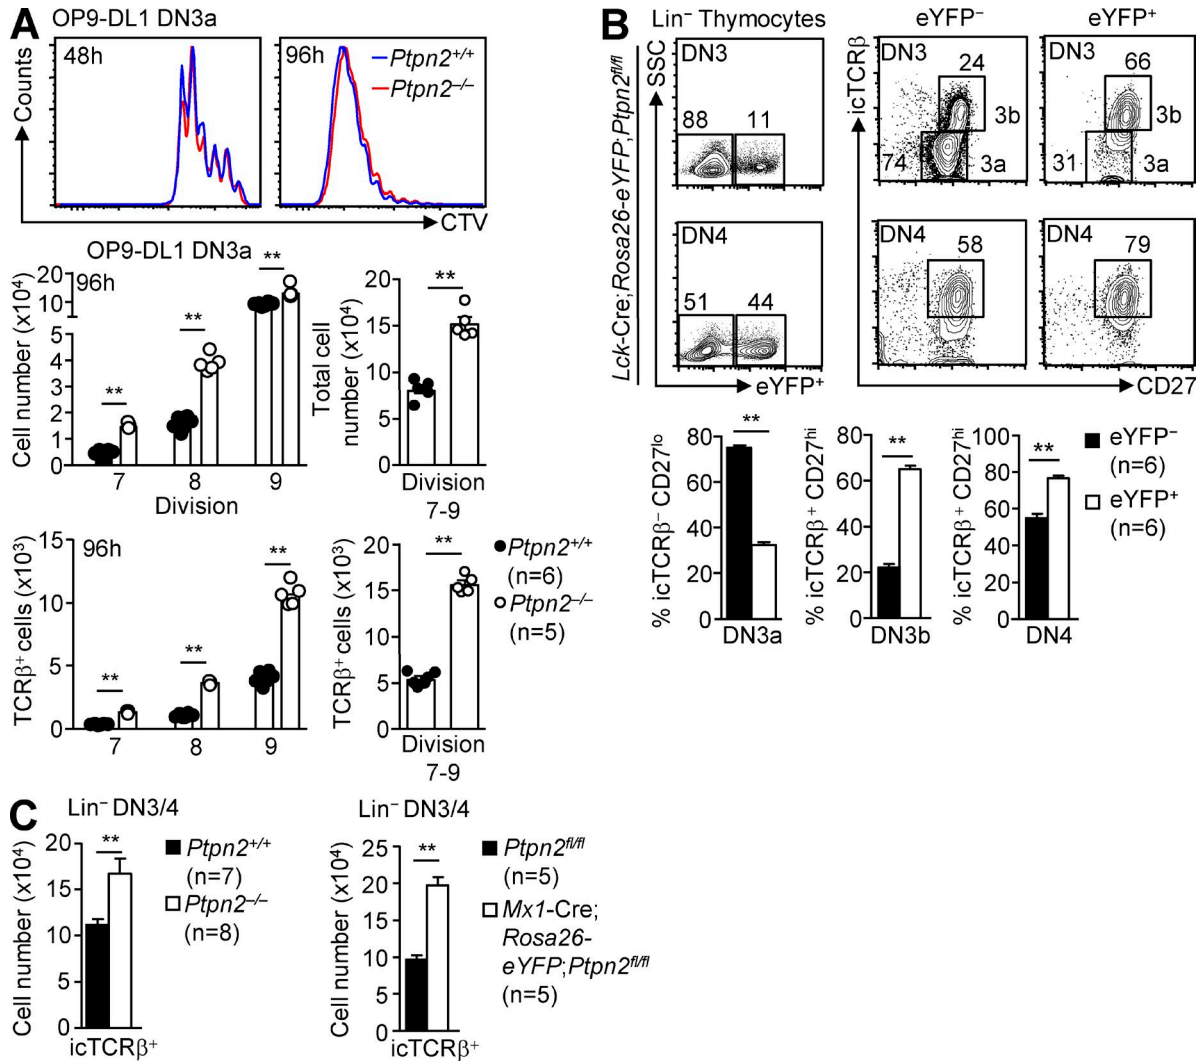 A
OP9-DL1 DN3a
Counts
48h
96h
Ptpn2+/+
Ptpn2–/–
CTV
OP9-DL1 DN3a
Cell number (x10⁴)
96h
20
10
5
4
3
2
1
0
**
**
**
7 8 9
Division
Total cell
number (x10⁴)
20
15
10
5
0
**
Division
7-9
TCRβ+ cells (x10³)
96h
15
10
5
0
**
**
**
7 8 9
TCRβ+ cells (x10³)
20
15
10
5
0
**
Division
7-9
Ptpn2+/+
(n=6)
Ptpn2–/–
(n=5)
B
Lin– Thymocytes
eYFP–
eYFP+
Lck-Cre;Rosa26-eYFP;Ptpn2fl/fl
SSC
DN3
88 11
DN4
51 44
eYFP+
icTCRβ
DN3
24
3b
74
3a
DN3
66
3b
31
3a
DN4
58
DN4
79
CD27
% icTCRβ– CD27lo
80
60
40
20
0
**
DN3a
% icTCRβ+ CD27hi
80
60
40
20
0
**
DN3b
% icTCRβ+ CD27hi
100
80
60
40
20
0
**
DN4
eYFP–
(n=6)
eYFP+
(n=6)
C
Lin– DN3/4
Cell number (x10⁴)
20
15
10
5
0
**
icTCRβ+
Ptpn2+/+
(n=7)
Ptpn2–/–
(n=8)
Lin– DN3/4
Cell number (x10⁴)
25
20
15
10
5
0
**
icTCRβ+
Ptpn2fl/fl
(n=5)
Mx1-Cre;
Rosa26-
eYFP;Ptpn2fl/fl
(n=5)